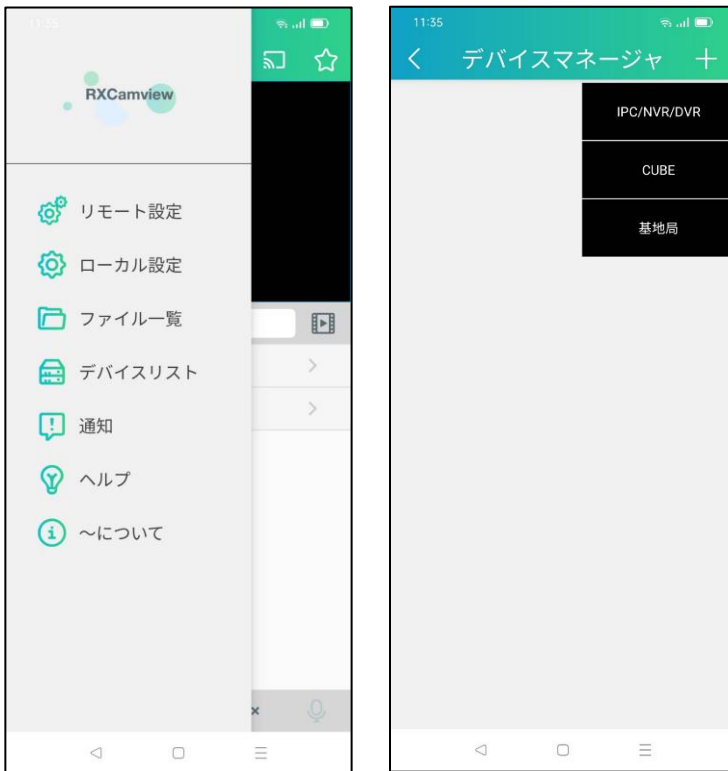 11:35
RXCamview
リモート設定
ローカル設定
ファイル一覧
デバイスリスト
通知
ヘルプ
～について
11:35
デバイスマネージャ
IPC/NVR/DVR
CUBE
基地局